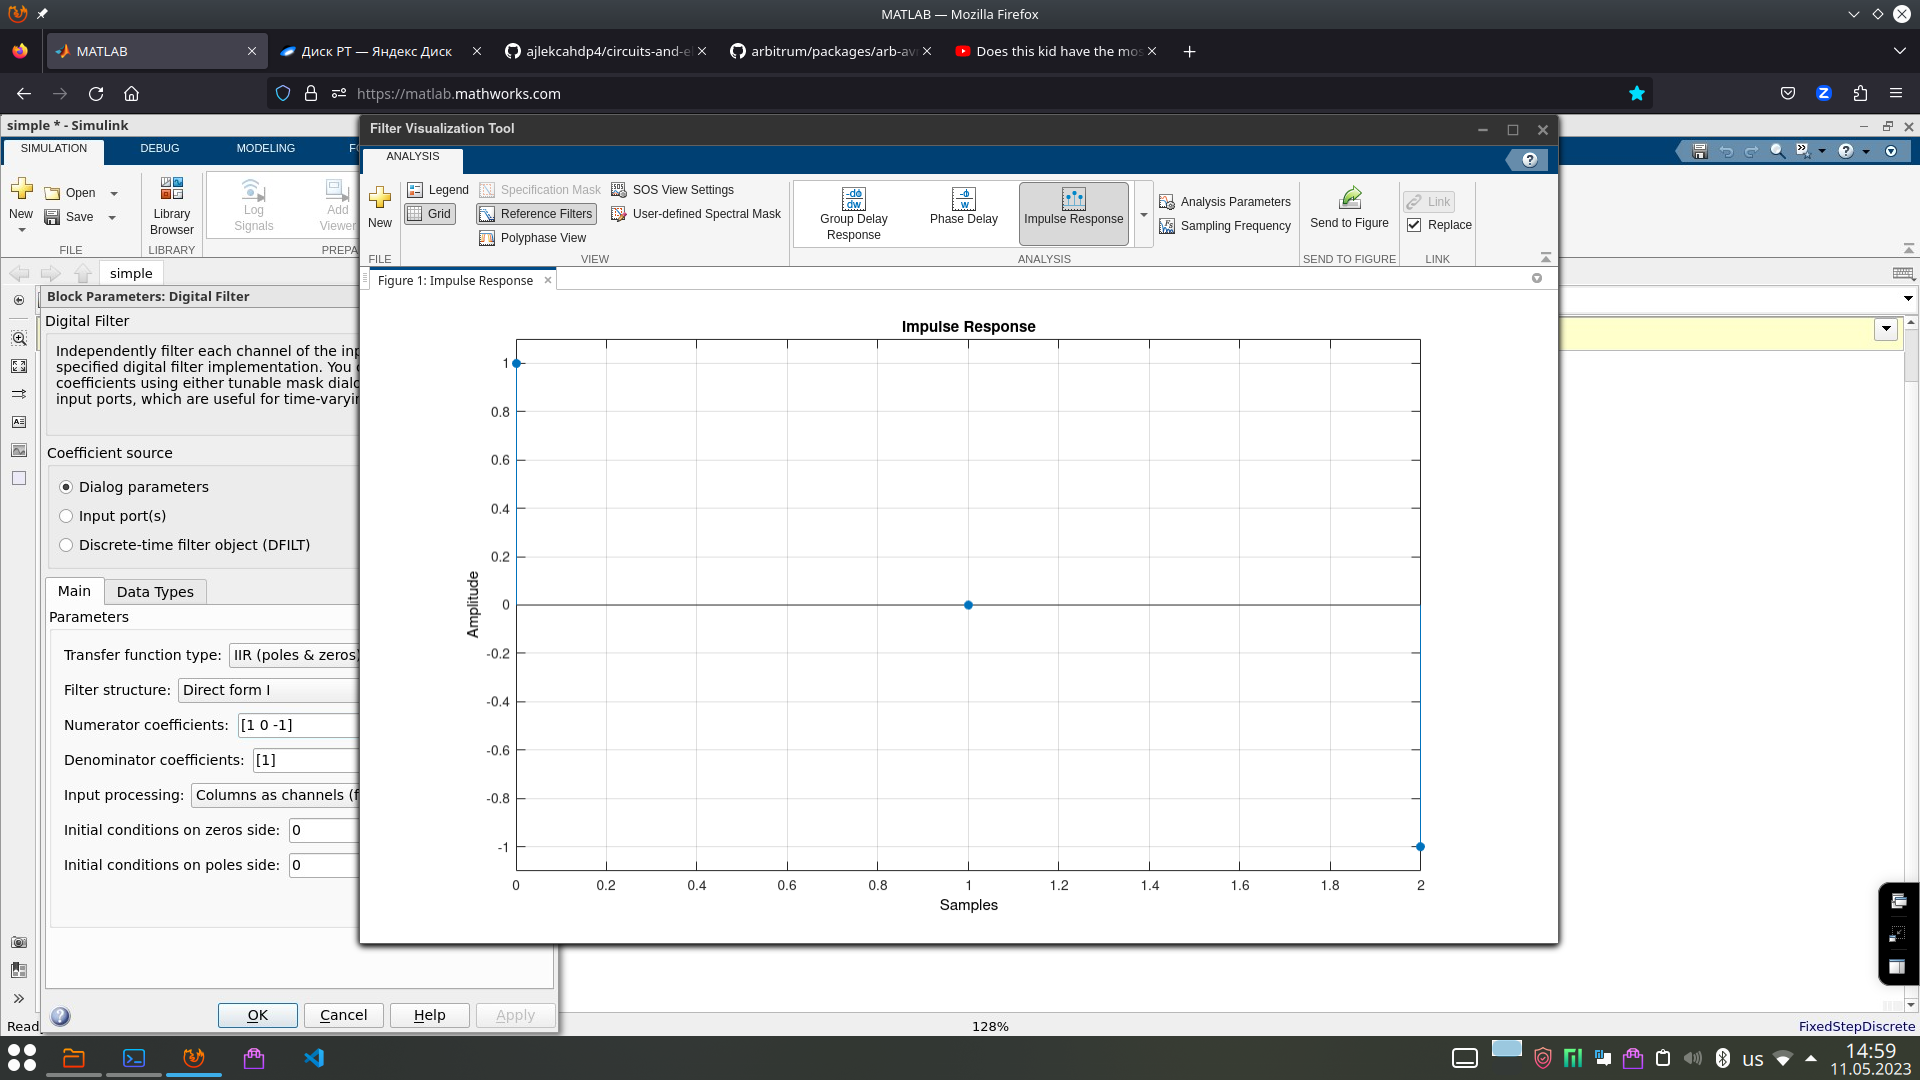 MATLAB — Mozilla Firefox
MATLAB
Диск РТ — Яндекс Диск
ajlekcahdp4/circuits-and-el
arbitrum/packages/arb-av
Does this kind have the mos
https://matlab.mathworks.com
simple * - Simulink
SIMULATION
DEBUG
MODELING
FO
New
Open
Save
FILE
Library
Browser
LIBRARY
Log
Signals
Add
Viewer
PREPA
simple
Block Parameters: Digital Filter
Digital Filter
Independently filter each channel of the inp
specified digital filter implementation. You c
coefficients using either tunable mask dialo
input ports, which are useful for time-varyin
Coefficient source
Dialog parameters
Input port(s)
Discrete-time filter object (DFILT)
Main
Data Types
Parameters
Transfer function type: IIR (poles & zeros)
Filter structure: Direct form I
Numerator coefficients: [1 0 -1]
Denominator coefficients: [1]
Input processing: Columns as channels (f
Initial conditions on zeros side: 0
Initial conditions on poles side: 0
OK
Cancel
Help
Apply
Filter Visualization Tool
ANALYSIS
New
FILE
Legend
Grid
Specification Mask
Reference Filters
Polyphase View
SOS View Settings
User-defined Spectral Mask
VIEW
Group Delay
Response
Phase Delay
Impulse Response
Analysis Parameters
Sampling Frequency
ANALYSIS
Send to Figure
SEND TO FIGURE
Link
Replace
LINK
Figure 1: Impulse Response
Impulse Response
Amplitude
1
0.8
0.6
0.4
0.2
0
-0.2
-0.4
-0.6
-0.8
-1
0 0.2 0.4 0.6 0.8 1 1.2 1.4 1.6 1.8 2
Samples
Read
128%
FixedStepDiscrete
us
14:59
11.05.2023